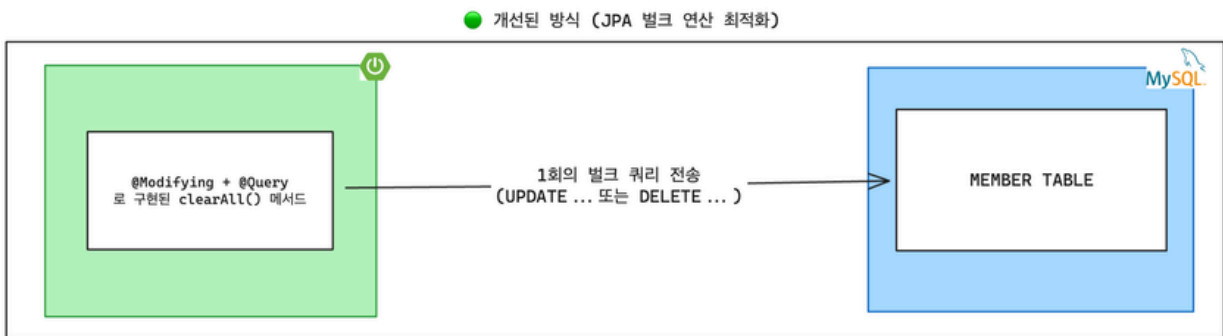 개선된 방식 (JPA 벌크 연산 최적화)
MySQL.
@Modifying + @Query
로 구현된 clearAll() 메서드
1회의 벌크 쿼리 전송
(UPDATE ... 또는 DELETE ... )
MEMBER TABLE